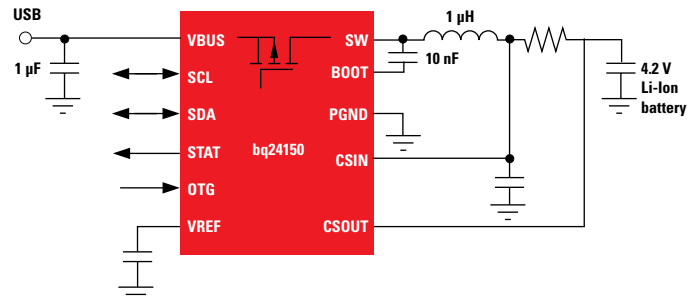 USB
1 µH
VBUS
SW
1 µF
10 nF
SCL
BOOT
4.2 V
Li-Ion
battery
SDA
PGND
STAT
bq24150
CSIN
OTG
VREF
CSOUT